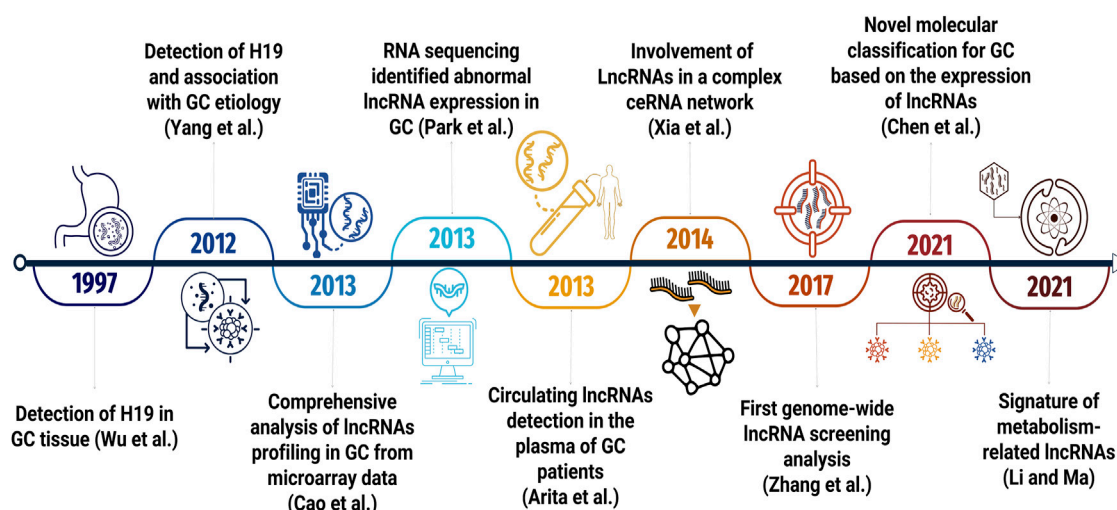 Detection of H19
and association
with GC etiology
(Yang et al.)
RNA sequencing
identified abnormal
lncRNA expression in
GC (Park et al.)
Involvement of
LncRNAs in a complex
ceRNA network
(Xia et al.)
Novel molecular
classification for GC
based on the expression
of lncRNAs
(Chen et al.)
1997
2012
2013
2013
2013
2014
2017
2021
2021
Detection of H19 in
GC tissue (Wu et al.)
Comprehensive
analysis of lncRNAs
profiling in GC from
microarray data
(Cao et al.)
Circulating lncRNAs
detection in the
plasma of GC
patients
(Arita et al.)
First genome-wide
lncRNA screening
analysis
(Zhang et al.)
Signature of
metabolism-
related lncRNAs
(Li and Ma)